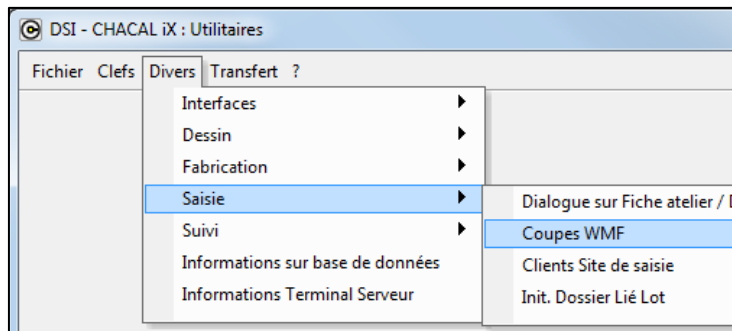 DSI - CHACAL iX : Utilitaires
Fichier Clefs Divers Transfert ?
Interfaces
Dessin
Fabrication
Saisie
Dialogue sur Fiche atelier /
Suivi
Coupes WMF
Informations sur base de données
Clients Site de saisie
Informations Terminal Serveur
Init. Dossier Lié Lot